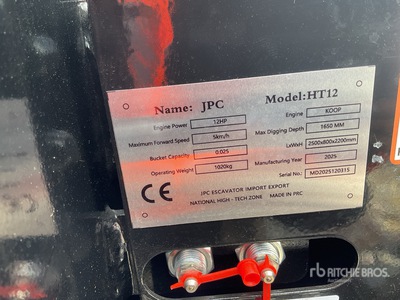 Name: JPC Model:HT12
Engine Power 12HP Engine KOOP
Maximum Forward Speed 5km/h Max Digging Depth 1650 MM
Bucket Capacity 0.025 LxWxH 2500x800x2200mm
Operating Weight 1020kg Manufacturing Year 2025
Serial No.: MD2025120315
CE JPC ESCAVATOR IMPORT EXPORT
NATIONAL HIGH - TECH ZONE MADE IN PRC
rb RITCHIE BROS.